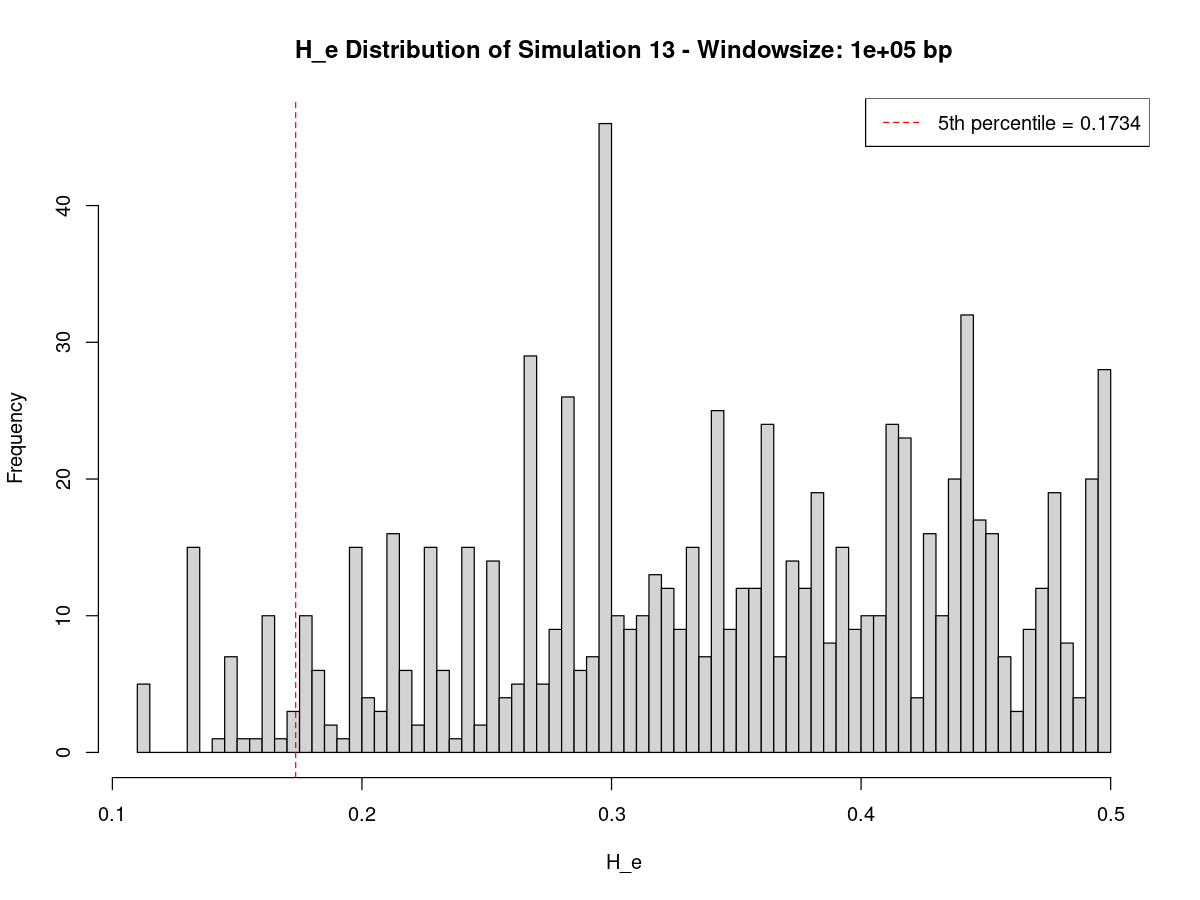 H_e Distribution of Simulation 13 - Windowsize: 1e+05 bp
5th percentile = 0.1734
Frequency
40
30
20
10
0
0.1 0.2 0.3 0.4 0.5
H_e